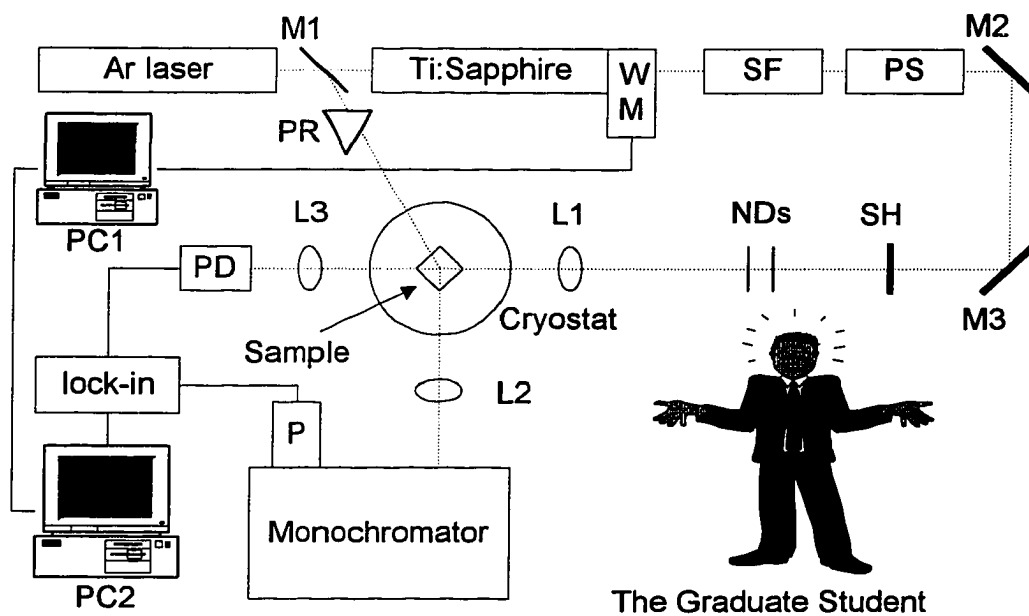 M1
M2
Ar laser
Ti:Sapphire
W
M
SF
PS
PR
L3
L1
NDs
SH
PC1
PD
M3
Cryostat
Sample
lock-in
L2
P
Monochromator
PC2
The Graduate Student